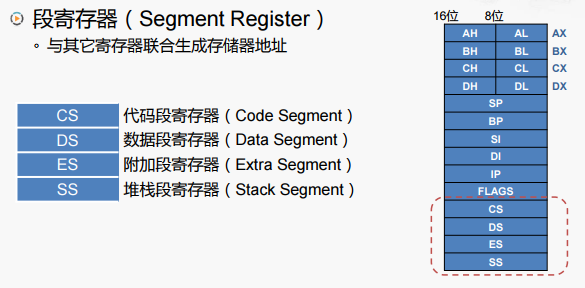 段寄存器（Segment Register）
与其它寄存器联合生成存储器地址
CS 代码段寄存器（Code Segment）
DS 数据段寄存器（Data Segment）
ES 附加段寄存器（Extra Segment）
SS 堆栈段寄存器（Stack Segment）
16位 8位
AH AL AX
BH BL BX
CH CL CX
DH DL DX
SP
BP
SI
DI
IP
FLAGS
CS
DS
ES
SS